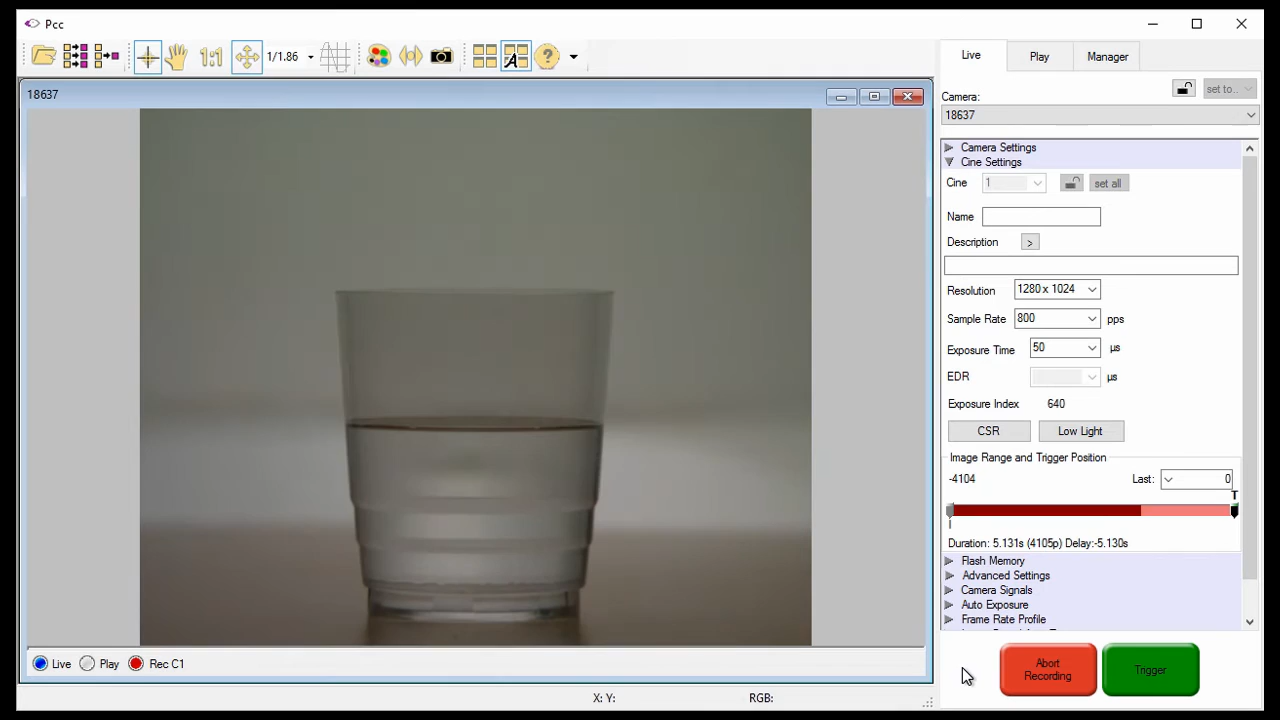 Pcc
1:1
1/1.86
A
?
Live Play Manager
18637
set to..
Camera:
18637
Camera Settings
Cine Settings
Cine 1 set all
Name
Description >
Resolution 1280 x 1024
Sample Rate 800 pps
Exposure Time 50 µs
EDR µs
Exposure Index 640
CSR Low Light
Image Range and Trigger Position
-4104 Last: 0
T
Duration: 5.131s (4105p) Delay:-5.130s
Flash Memory
Advanced Settings
Camera Signals
Auto Exposure
Frame Rate Profile
Live Play Rec C1
Abort
Recording
Trigger
X: Y: RGB: